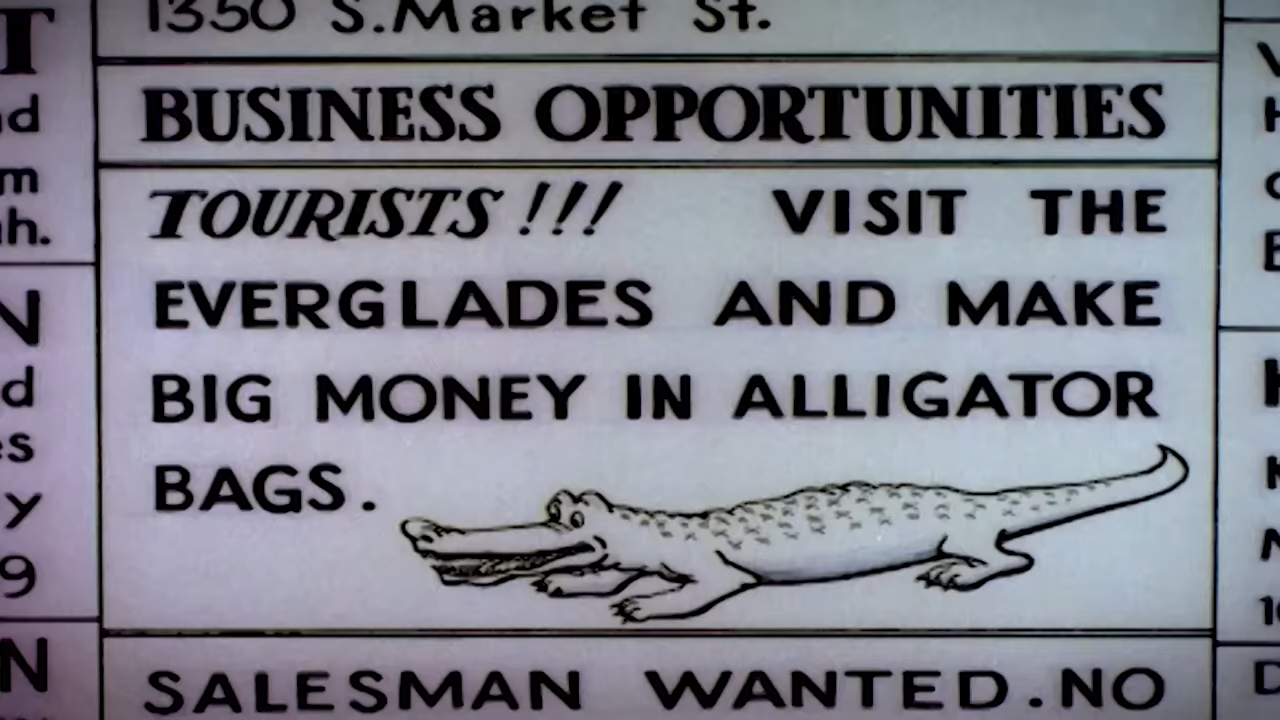 1350 S.Market St.
BUSINESS OPPORTUNITIES
TOURISTS!!! VISIT THE
EVERGLADES AND MAKE
BIG MONEY IN ALLIGATOR
BAGS.
SALESMAN WANTED.NO